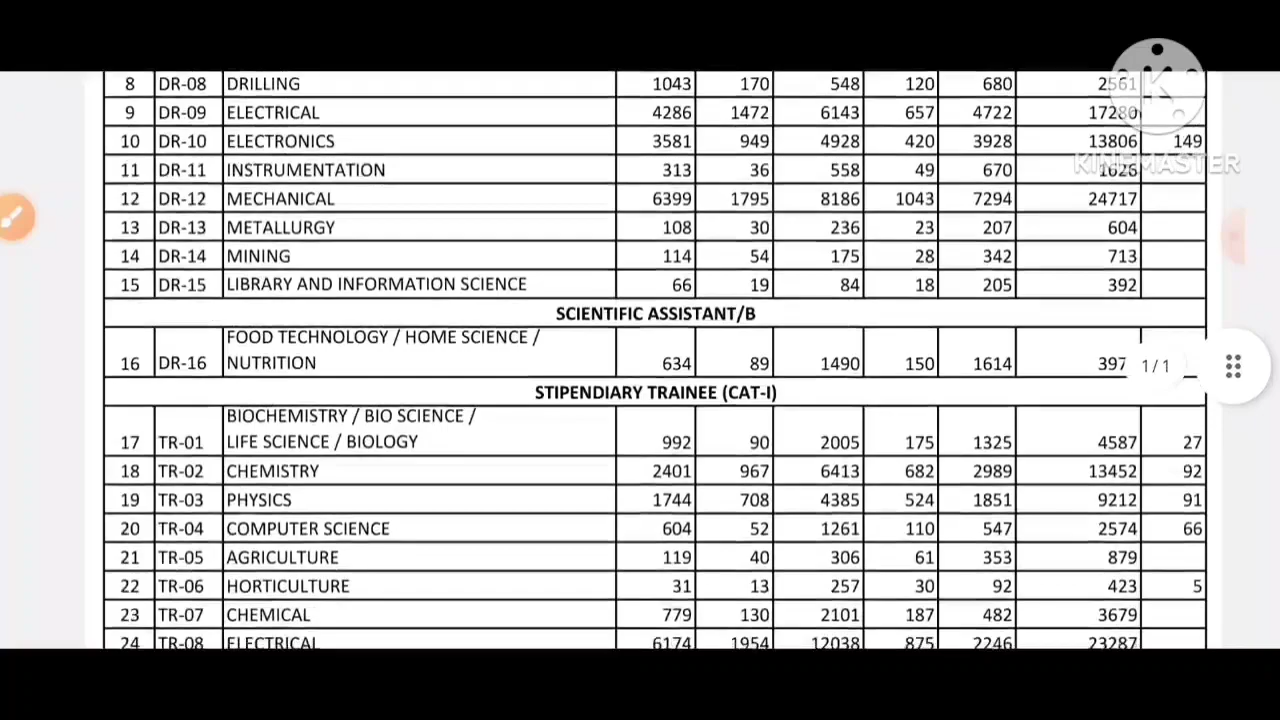 8 DR-08 DRILLING 1043 170 548 120 680 2561
9 DR-09 ELECTRICAL 4286 1472 6143 657 4722 17280
10 DR-10 ELECTRONICS 3581 949 4928 420 3928 13806 149
11 DR-11 INSTRUMENTATION 313 36 558 49 670 1626
KINEMASTER
12 DR-12 MECHANICAL 6399 1795 8186 1043 7294 24717
13 DR-13 METALLURGY 108 30 236 23 207 604
14 DR-14 MINING 114 54 175 28 342 713
15 DR-15 LIBRARY AND INFORMATION SCIENCE 66 19 84 18 205 392
SCIENTIFIC ASSISTANT/B
FOOD TECHNOLOGY / HOME SCIENCE /
16 DR-16 NUTRITION 634 89 1490 150 1614 397
1/1
STIPENDIARY TRAINEE (CAT-I)
BIOCHEMISTRY / BIO SCIENCE /
17 TR-01 LIFE SCIENCE / BIOLOGY 992 90 2005 175 1325 4587 27
18 TR-02 CHEMISTRY 2401 967 6413 682 2989 13452 92
19 TR-03 PHYSICS 1744 708 4385 524 1851 9212 91
20 TR-04 COMPUTER SCIENCE 604 52 1261 110 547 2574 66
21 TR-05 AGRICULTURE 119 40 306 61 353 879
22 TR-06 HORTICULTURE 31 13 257 30 92 423 5
23 TR-07 CHEMICAL 779 130 2101 187 482 3679
24 TR-08 ELECTRICAL 6174 1954 12038 875 2246 23287